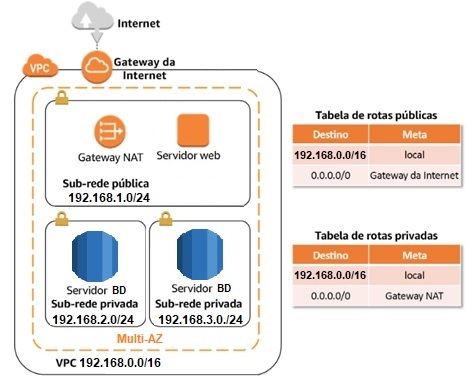 Internet
VPC
Gateway da
Internet
Gateway NAT
Servidor web
Sub-rede pública
192.168.1.0/24
Servidor BD
Sub-rede privada
192.168.2.0/24
Servidor BD
Sub-rede privada
192.168.3.0./24
Multi-AZ
VPC 192.168.0.0/16
Tabela de rotas públicas
Destino Meta
192.168.0.0/16 local
0.0.0.0/0 Gateway da Internet
Tabela de rotas privadas
Destino Meta
192.168.0.0/16 local
0.0.0.0/0 Gateway NAT